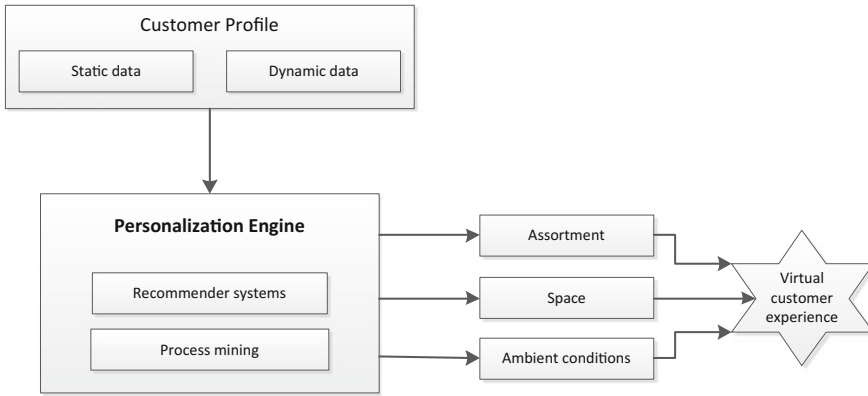 Customer Profile
Static data
Dynamic data
Personalization Engine
Recommender systems
Process mining
Assortment
Space
Ambient conditions
Virtual
customer
experience